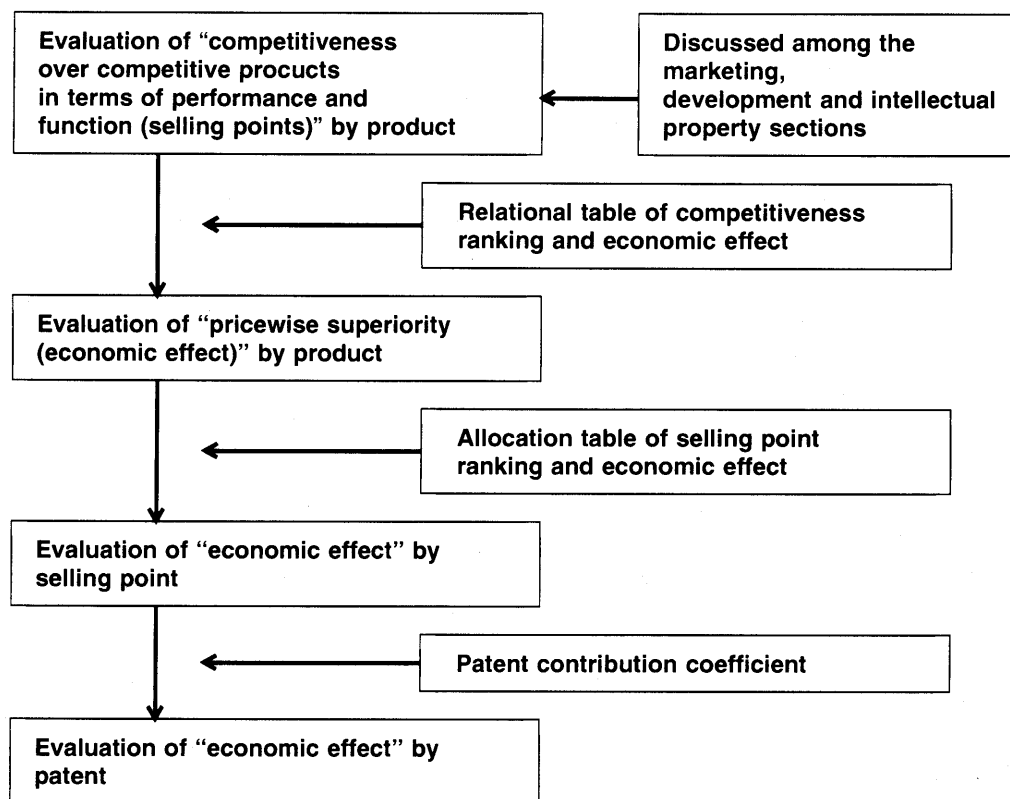 Evaluation of “competitiveness
over competitive procucts
in terms of performance and
function (selling points)” by product
Discussed among the
marketing,
development and intellectual
property sections
Relational table of competitiveness
ranking and economic effect
Evaluation of “pricewise superiority
(economic effect)” by product
Allocation table of selling point
ranking and economic effect
Evaluation of “economic effect” by
selling point
Patent contribution coefficient
Evaluation of “economic effect” by
patent